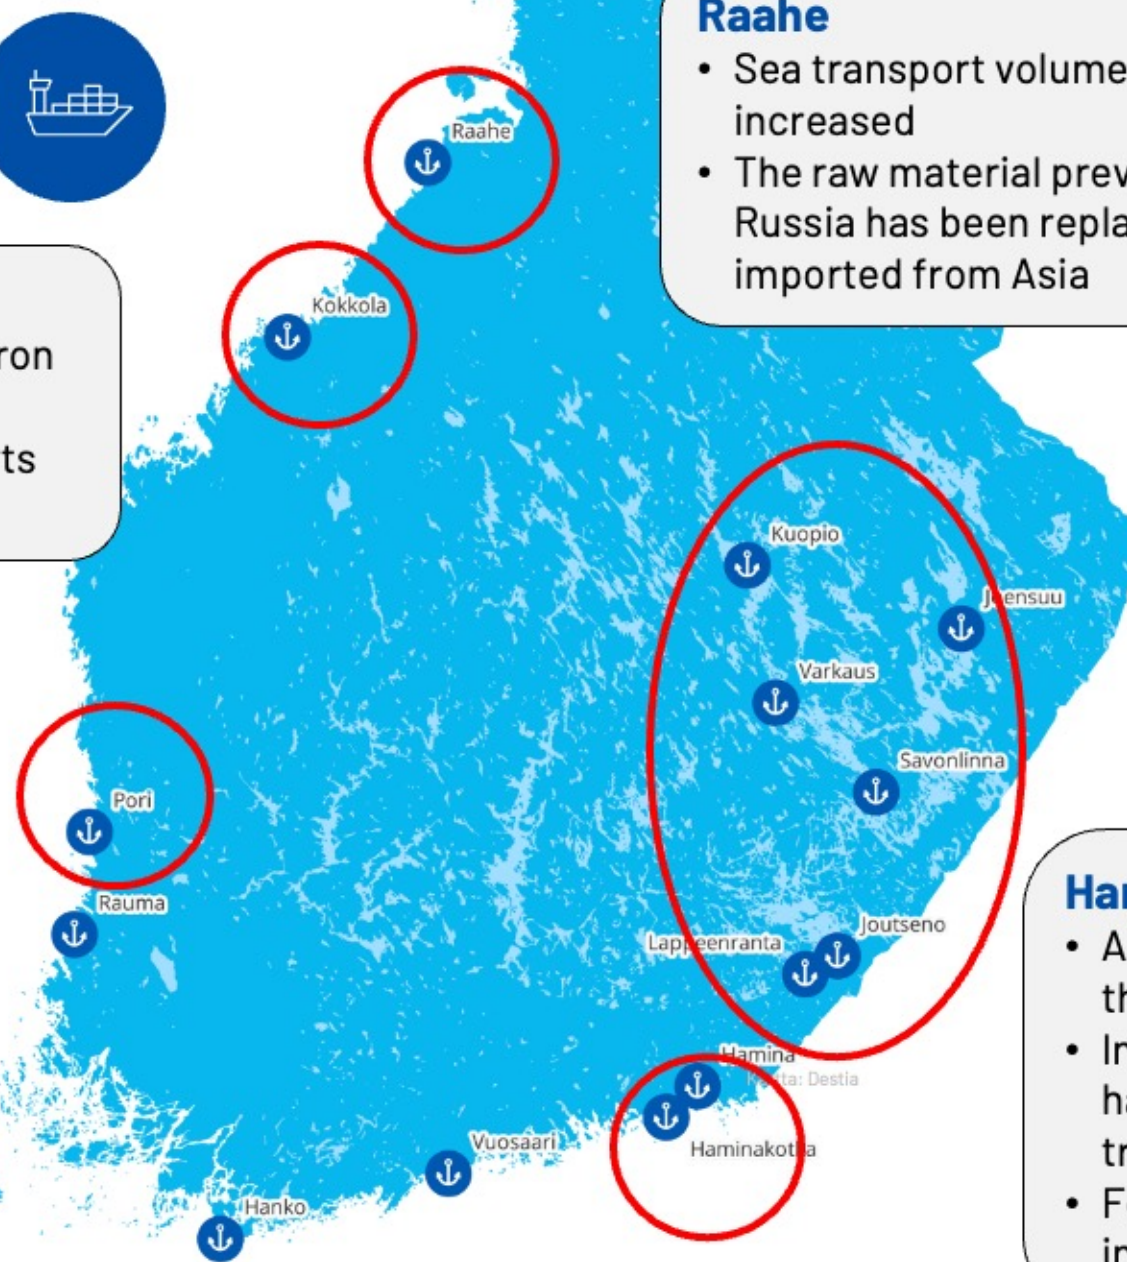 Raahe
• Sea transport volume
increased
• The raw material prev
Russia has been repla
imported from Asia
Raahe
Kokkola
ron
ts
Kuopio
Joensuu
Varkaus
Savonlinna
Pori
Rauma
Joutseno
Lappeenranta
Hamina
Kartta: Destia
Haminakotka
Vuosaari
Hanko
Han
• A
th
• In
ha
tr
• F
in